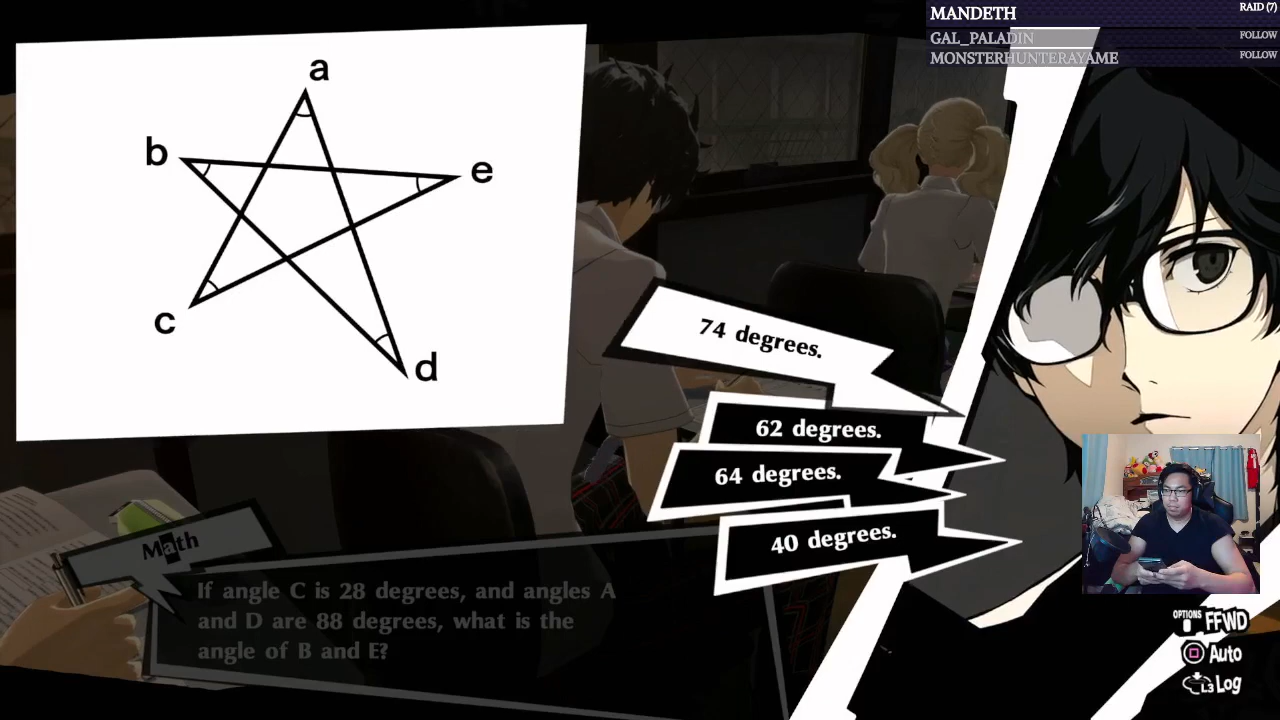 MANDETH RAID (7)
GAL_PALADIN FOLLOW
MONSTERHUNTERAYAME FOLLOW
a
b
e
c
d
74 degrees.
62 degrees.
64 degrees.
40 degrees.
Math
If angle C is 28 degrees, and angles A
and D are 88 degrees, what is the
angle of B and E?
OPTIONS FFWD
Auto
L3 Log